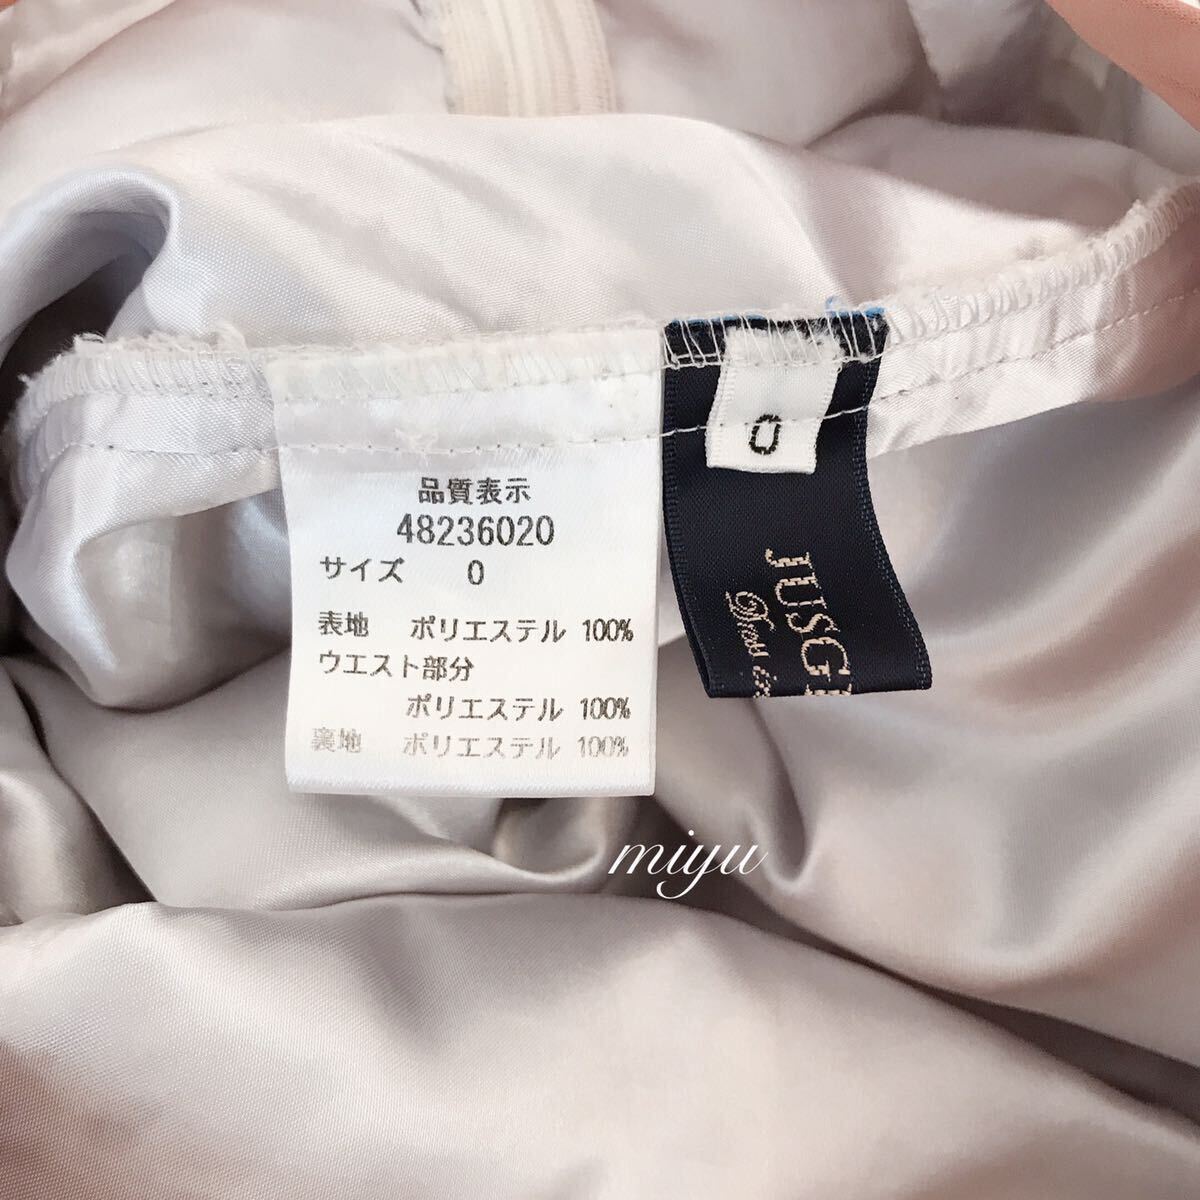 品質表示
48236020
サイズ 0
表地 ポリエステル 100%
ウエスト部分
ポリエステル 100%
裏地 ポリエステル 100%
0
JUSG
Dress
miyu